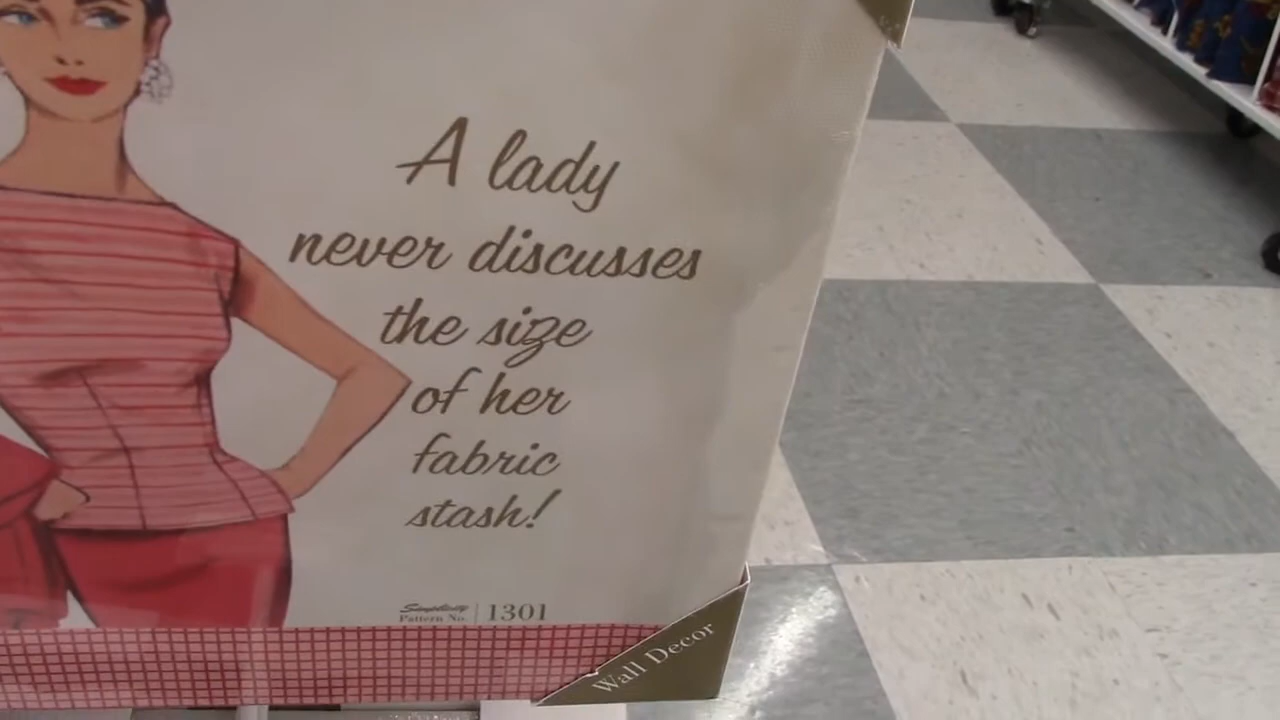 A lady
never discusses
the size
of her
fabric
stash!
Simplicity
Pattern No. 1301
Wall Decor